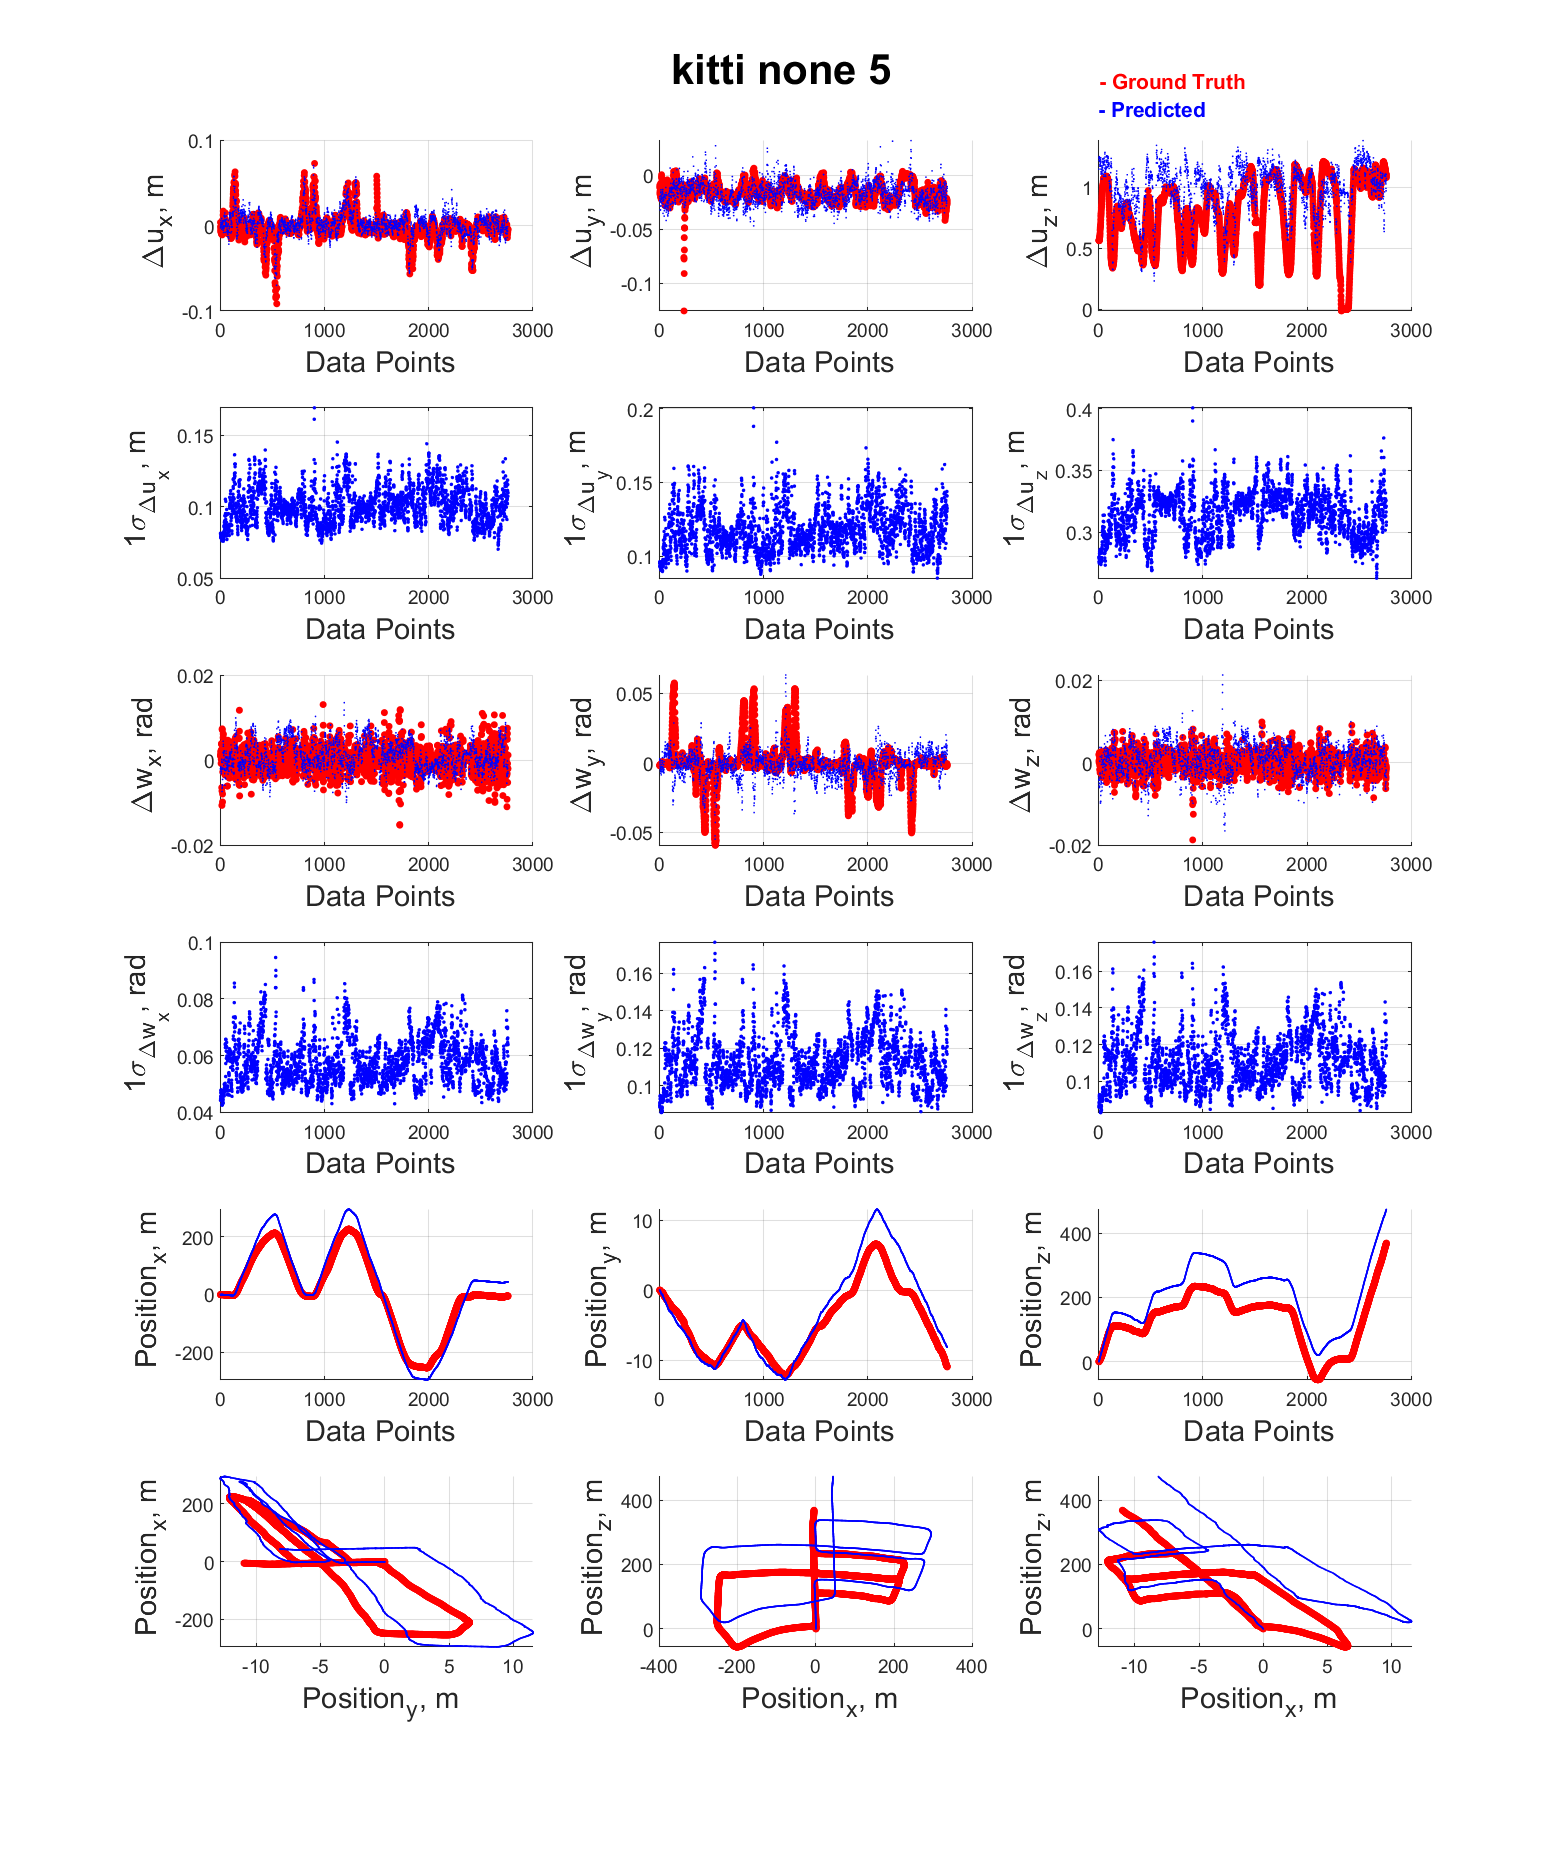 kitti none 5
- Ground Truth
- Predicted
0.1
0
-0.1
0 1000 2000 3000
Data Points
Δu_x, m
0
-0.05
-0.1
0 1000 2000 3000
Data Points
Δu_y, m
1
0.5
0
0 1000 2000 3000
Data Points
Δu_z, m
0.15
0.1
0.05
0 1000 2000 3000
Data Points
1σ_Δu_x, m
0.2
0.15
0.1
0 1000 2000 3000
Data Points
1σ_Δu_y, m
0.4
0.35
0.3
0 1000 2000 3000
Data Points
1σ_Δu_z, m
0.02
0
-0.02
0 1000 2000 3000
Data Points
Δw_x, rad
0.05
0
-0.05
0 1000 2000 3000
Data Points
Δw_y, rad
0.02
0
-0.02
0 1000 2000 3000
Data Points
Δw_z, rad
0.1
0.08
0.06
0.04
0 1000 2000 3000
Data Points
1σ_Δw_x, rad
0.16
0.14
0.12
0.1
0 1000 2000 3000
Data Points
1σ_Δw_y, rad
0.16
0.14
0.12
0.1
0 1000 2000 3000
Data Points
1σ_Δw_z, rad
200
0
-200
0 1000 2000 3000
Data Points
Position_x, m
10
0
-10
0 1000 2000 3000
Data Points
Position_y, m
400
200
0
0 1000 2000 3000
Data Points
Position_z, m
200
0
-200
-10 -5 0 5 10
Position_y, m
Position_x, m
400
200
0
-400 -200 0 200 400
Position_x, m
Position_z, m
400
200
0
-10 -5 0 5 10
Position_x, m
Position_z, m